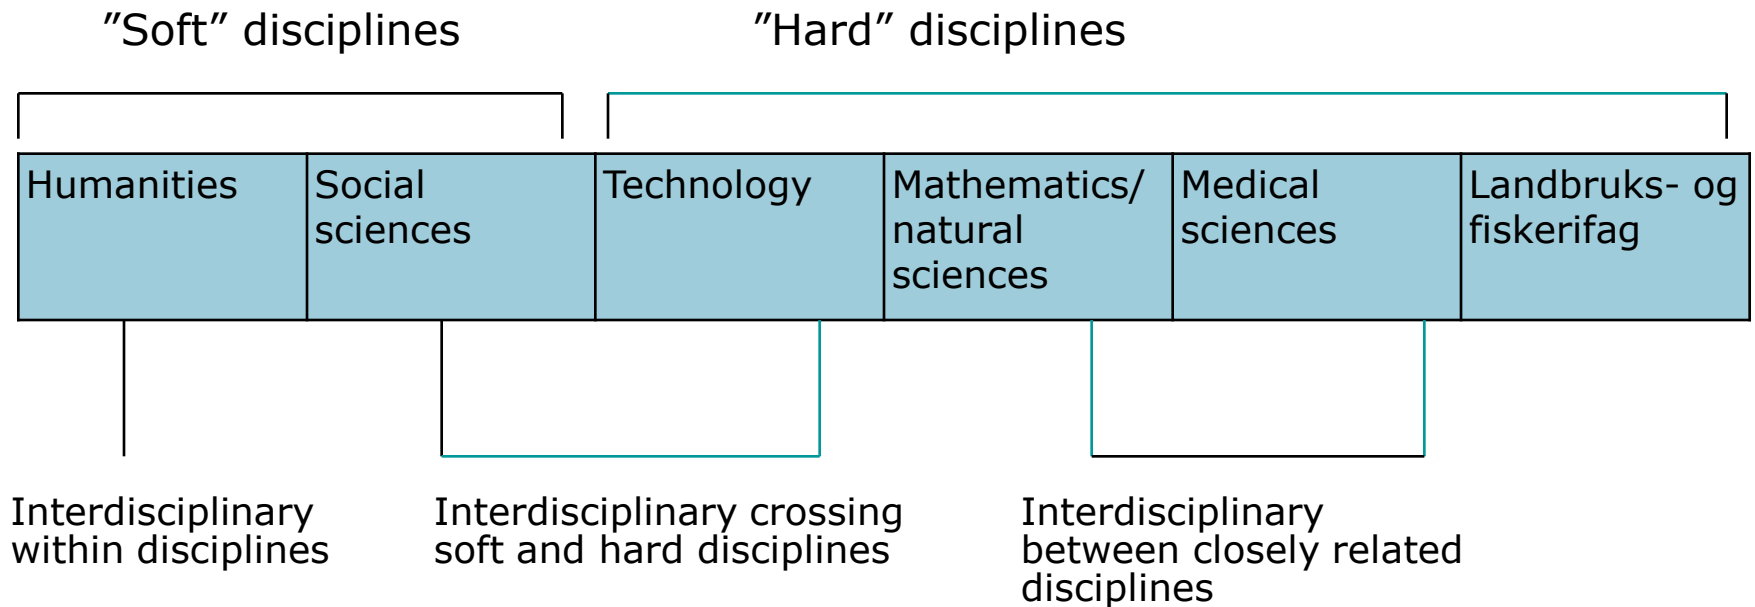 ”Soft” disciplines
”Hard” disciplines
Humanities
Social
sciences
Technology
Mathematics/
natural
sciences
Medical
sciences
Landbruks- og
fiskerifag
Interdisciplinary
within disciplines
Interdisciplinary crossing
soft and hard disciplines
Interdisciplinary
between closely related
disciplines